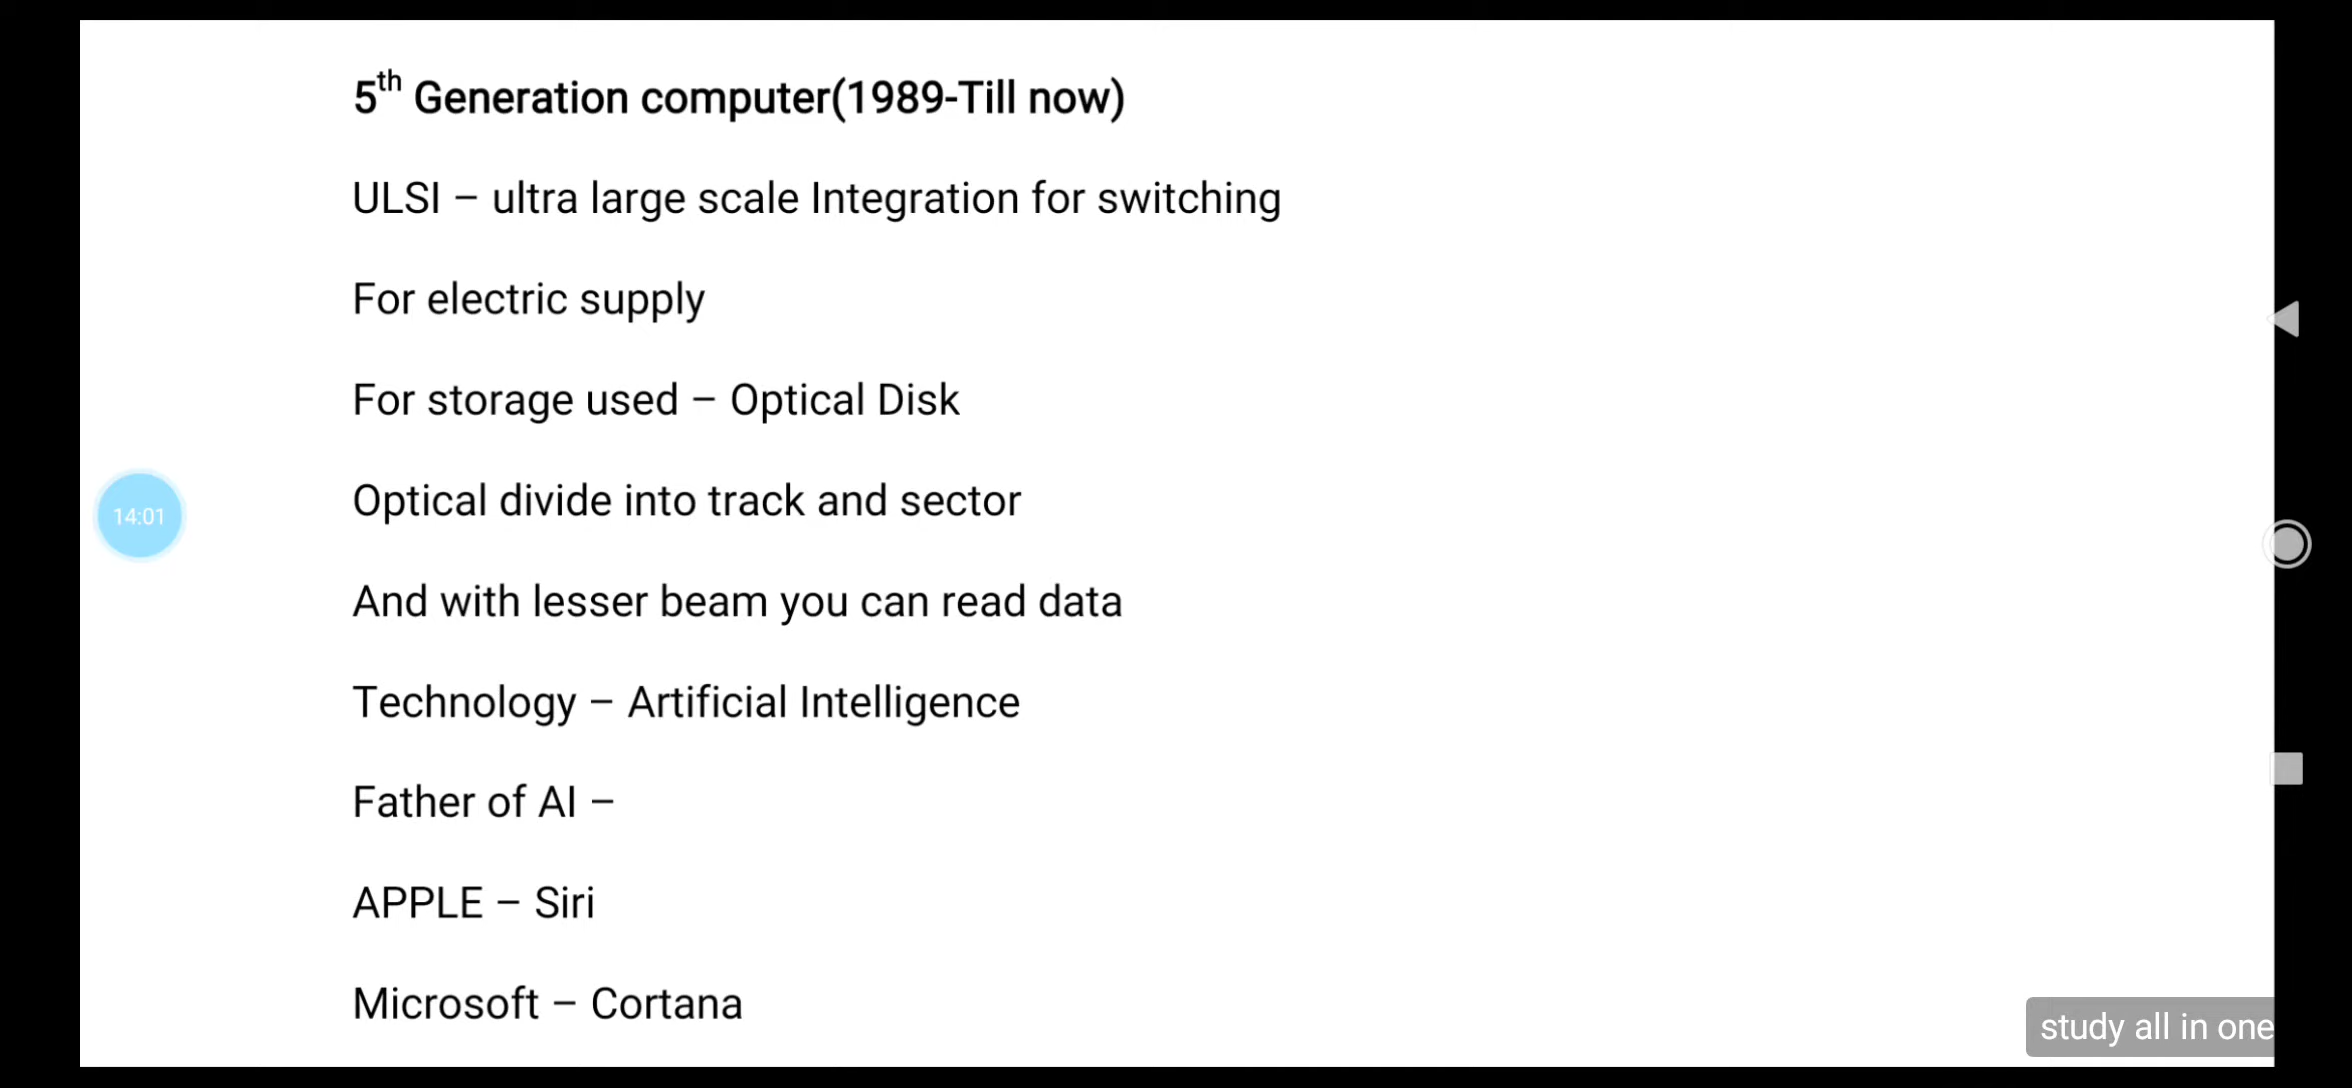 5th Generation computer(1989-Till now)
ULSI – ultra large scale Integration for switching
For electric supply
For storage used – Optical Disk
Optical divide into track and sector
14:01
And with lesser beam you can read data
Technology – Artificial Intelligence
Father of AI –
APPLE – Siri
Microsoft – Cortana
study all in one